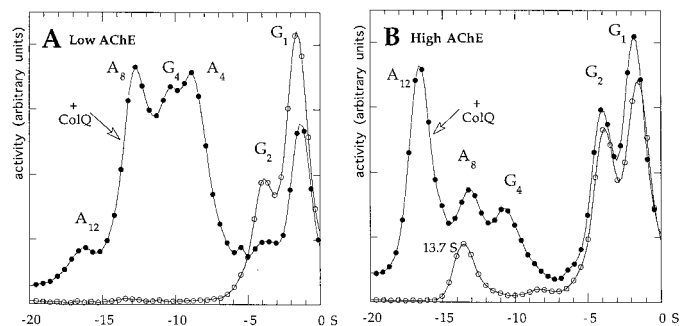 A Low AChE
activity (arbitrary units)
A8
G4
A4
G1
+
ColQ
G2
A12
-20 -15 -10 -5 0 S
B High AChE
activity (arbitrary units)
A12
G1
G2
+
ColQ
A8
G4
13.7 S
-20 -15 -10 -5 0 S